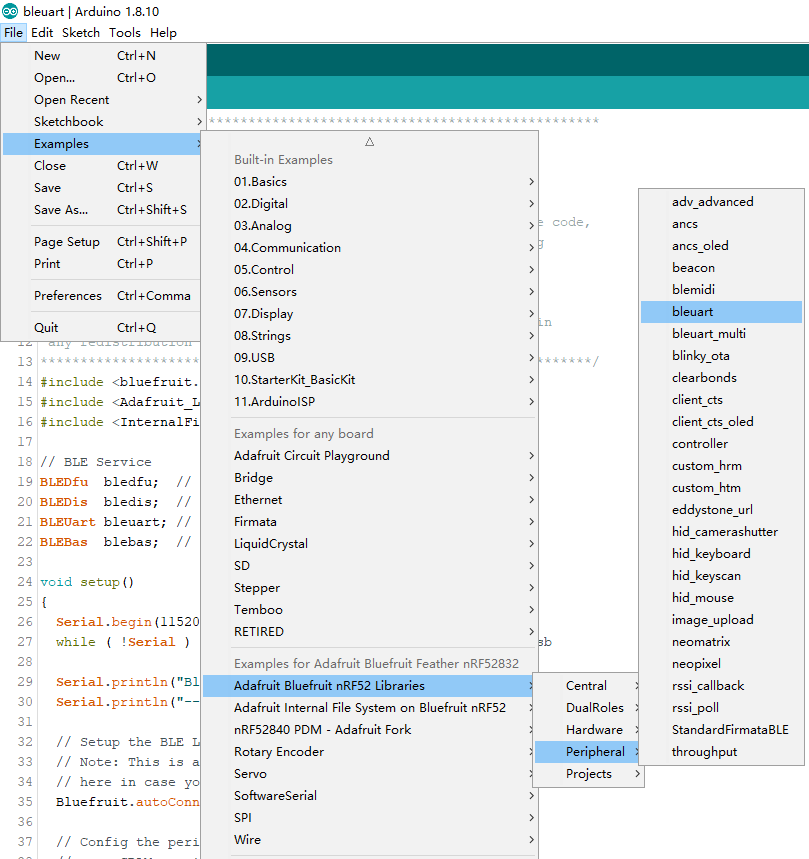 bleuart | Arduino 1.8.10
File Edit Sketch Tools Help
New Ctrl+N
Open... Ctrl+O
Open Recent
Sketchbook
Examples
Close Ctrl+W
Save Ctrl+S
Save As... Ctrl+Shift+S
Page Setup Ctrl+Shift+P
Print Ctrl+P
Preferences Ctrl+Comma
Quit Ctrl+Q
Built-in Examples
01.Basics
02.Digital
03.Analog
04.Communication
05.Control
06.Sensors
07.Display
08.Strings
09.USB
10.StarterKit_BasicKit
11.ArduinoISP
Examples for any board
Adafruit Circuit Playground
Bridge
Ethernet
Firmata
LiquidCrystal
SD
Stepper
Temboo
RETIRED
Examples for Adafruit Bluefruit Feather nRF52832
Adafruit Bluefruit nRF52 Libraries
Adafruit Internal File System on Bluefruit nRF52
nRF52840 PDM - Adafruit Fork
Rotary Encoder
Servo
SoftwareSerial
SPI
Wire
Central
DualRoles
Hardware
Peripheral
Projects
adv_advanced
ancs
ancs_oled
beacon
blemidi
bleuart
bleuart_multi
blinky_ota
clearbonds
client_cts
client_cts_oled
controller
custom_hrm
custom_htm
eddystone_url
hid_camerashutter
hid_keyboard
hid_keyscan
hid_mouse
image_upload
neomatrix
neopixel
rssi_callback
rssi_poll
StandardFirmataBLE
throughput
*************************************************
e code,
g
in
12 any redistribution
13 ******************** *******/
14 #include <bluefruit.
15 #include <Adafruit_L
16 #include <InternalFi
17
18 // BLE Service
19 BLEDfu bledfu; //
20 BLEDis bledis; //
21 BLEUart bleuart; //
22 BLEBas blebas; //
23
24 void setup()
25 {
26 Serial.begin(11520
27 while ( !Serial ) sb
28
29 Serial.println("Bl
30 Serial.println("--
31
32 // Setup the BLE L
33 // Note: This is a
34 // here in case yo
35 Bluefruit.autoConn
36
37 // Config the peri